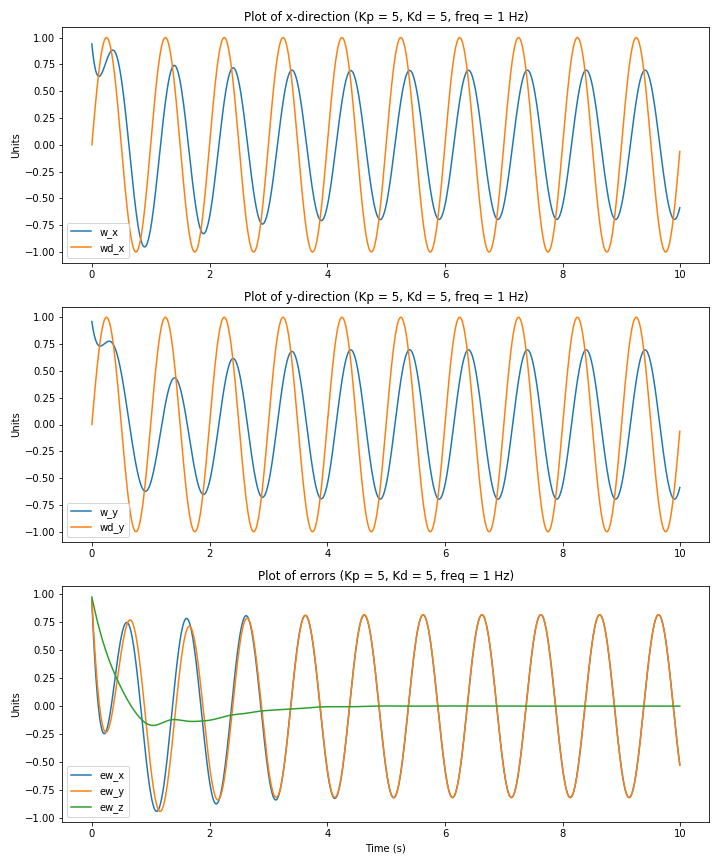 Plot of x-direction (Kp = 5, Kd = 5, freq = 1 Hz)
1.00
0.75
0.50
0.25
0.00
−0.25
−0.50
−0.75
−1.00
Units
w_x
wd_x
0 2 4 6 8 10
Plot of y-direction (Kp = 5, Kd = 5, freq = 1 Hz)
1.00
0.75
0.50
0.25
0.00
−0.25
−0.50
−0.75
−1.00
Units
w_y
wd_y
0 2 4 6 8 10
Plot of errors (Kp = 5, Kd = 5, freq = 1 Hz)
1.00
0.75
0.50
0.25
0.00
−0.25
−0.50
−0.75
−1.00
Units
ew_x
ew_y
ew_z
0 2 4 6 8 10
Time (s)